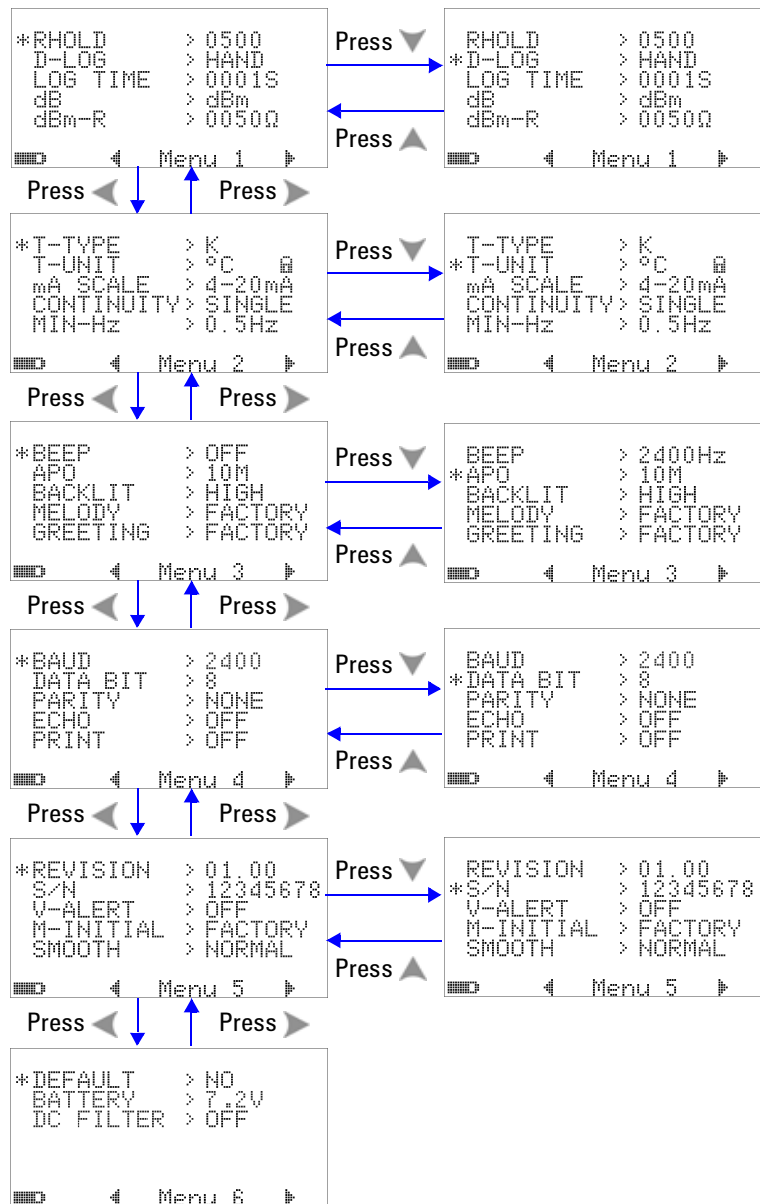 *RHOLD > 0500
D-LOG > HAND
LOG TIME > 0001S
dB > dBm
dBm-R > 0050Ω
Menu 1
Press
Press
RHOLD > 0500
*D-LOG > HAND
LOG TIME > 0001S
dB > dBm
dBm-R > 0050Ω
Menu 1
Press
Press
*T-TYPE > K
T-UNIT > °C
mA SCALE > 4-20mA
CONTINUITY> SINGLE
MIN-Hz > 0.5Hz
Menu 2
Press
Press
T-TYPE > K
*T-UNIT > °C
mA SCALE > 4-20mA
CONTINUITY> SINGLE
MIN-Hz > 0.5Hz
Menu 2
Press
Press
*BEEP > OFF
APO > 10M
BACKLIT > HIGH
MELODY > FACTORY
GREETING > FACTORY
Menu 3
Press
Press
BEEP > 2400Hz
*APO > 10M
BACKLIT > HIGH
MELODY > FACTORY
GREETING > FACTORY
Menu 3
Press
Press
*BAUD > 2400
DATA BIT > 8
PARITY > NONE
ECHO > OFF
PRINT > OFF
Menu 4
Press
Press
BAUD > 2400
*DATA BIT > 8
PARITY > NONE
ECHO > OFF
PRINT > OFF
Menu 4
Press
Press
*REVISION > 01.00
S/N > 12345678
V-ALERT > OFF
M-INITIAL > FACTORY
SMOOTH > NORMAL
Menu 5
Press
Press
REVISION > 01.00
*S/N > 12345678
V-ALERT > OFF
M-INITIAL > FACTORY
SMOOTH > NORMAL
Menu 5
Press
Press
*DEFAULT > NO
BATTERY > 7.2V
DC FILTER > OFF
Menu 6